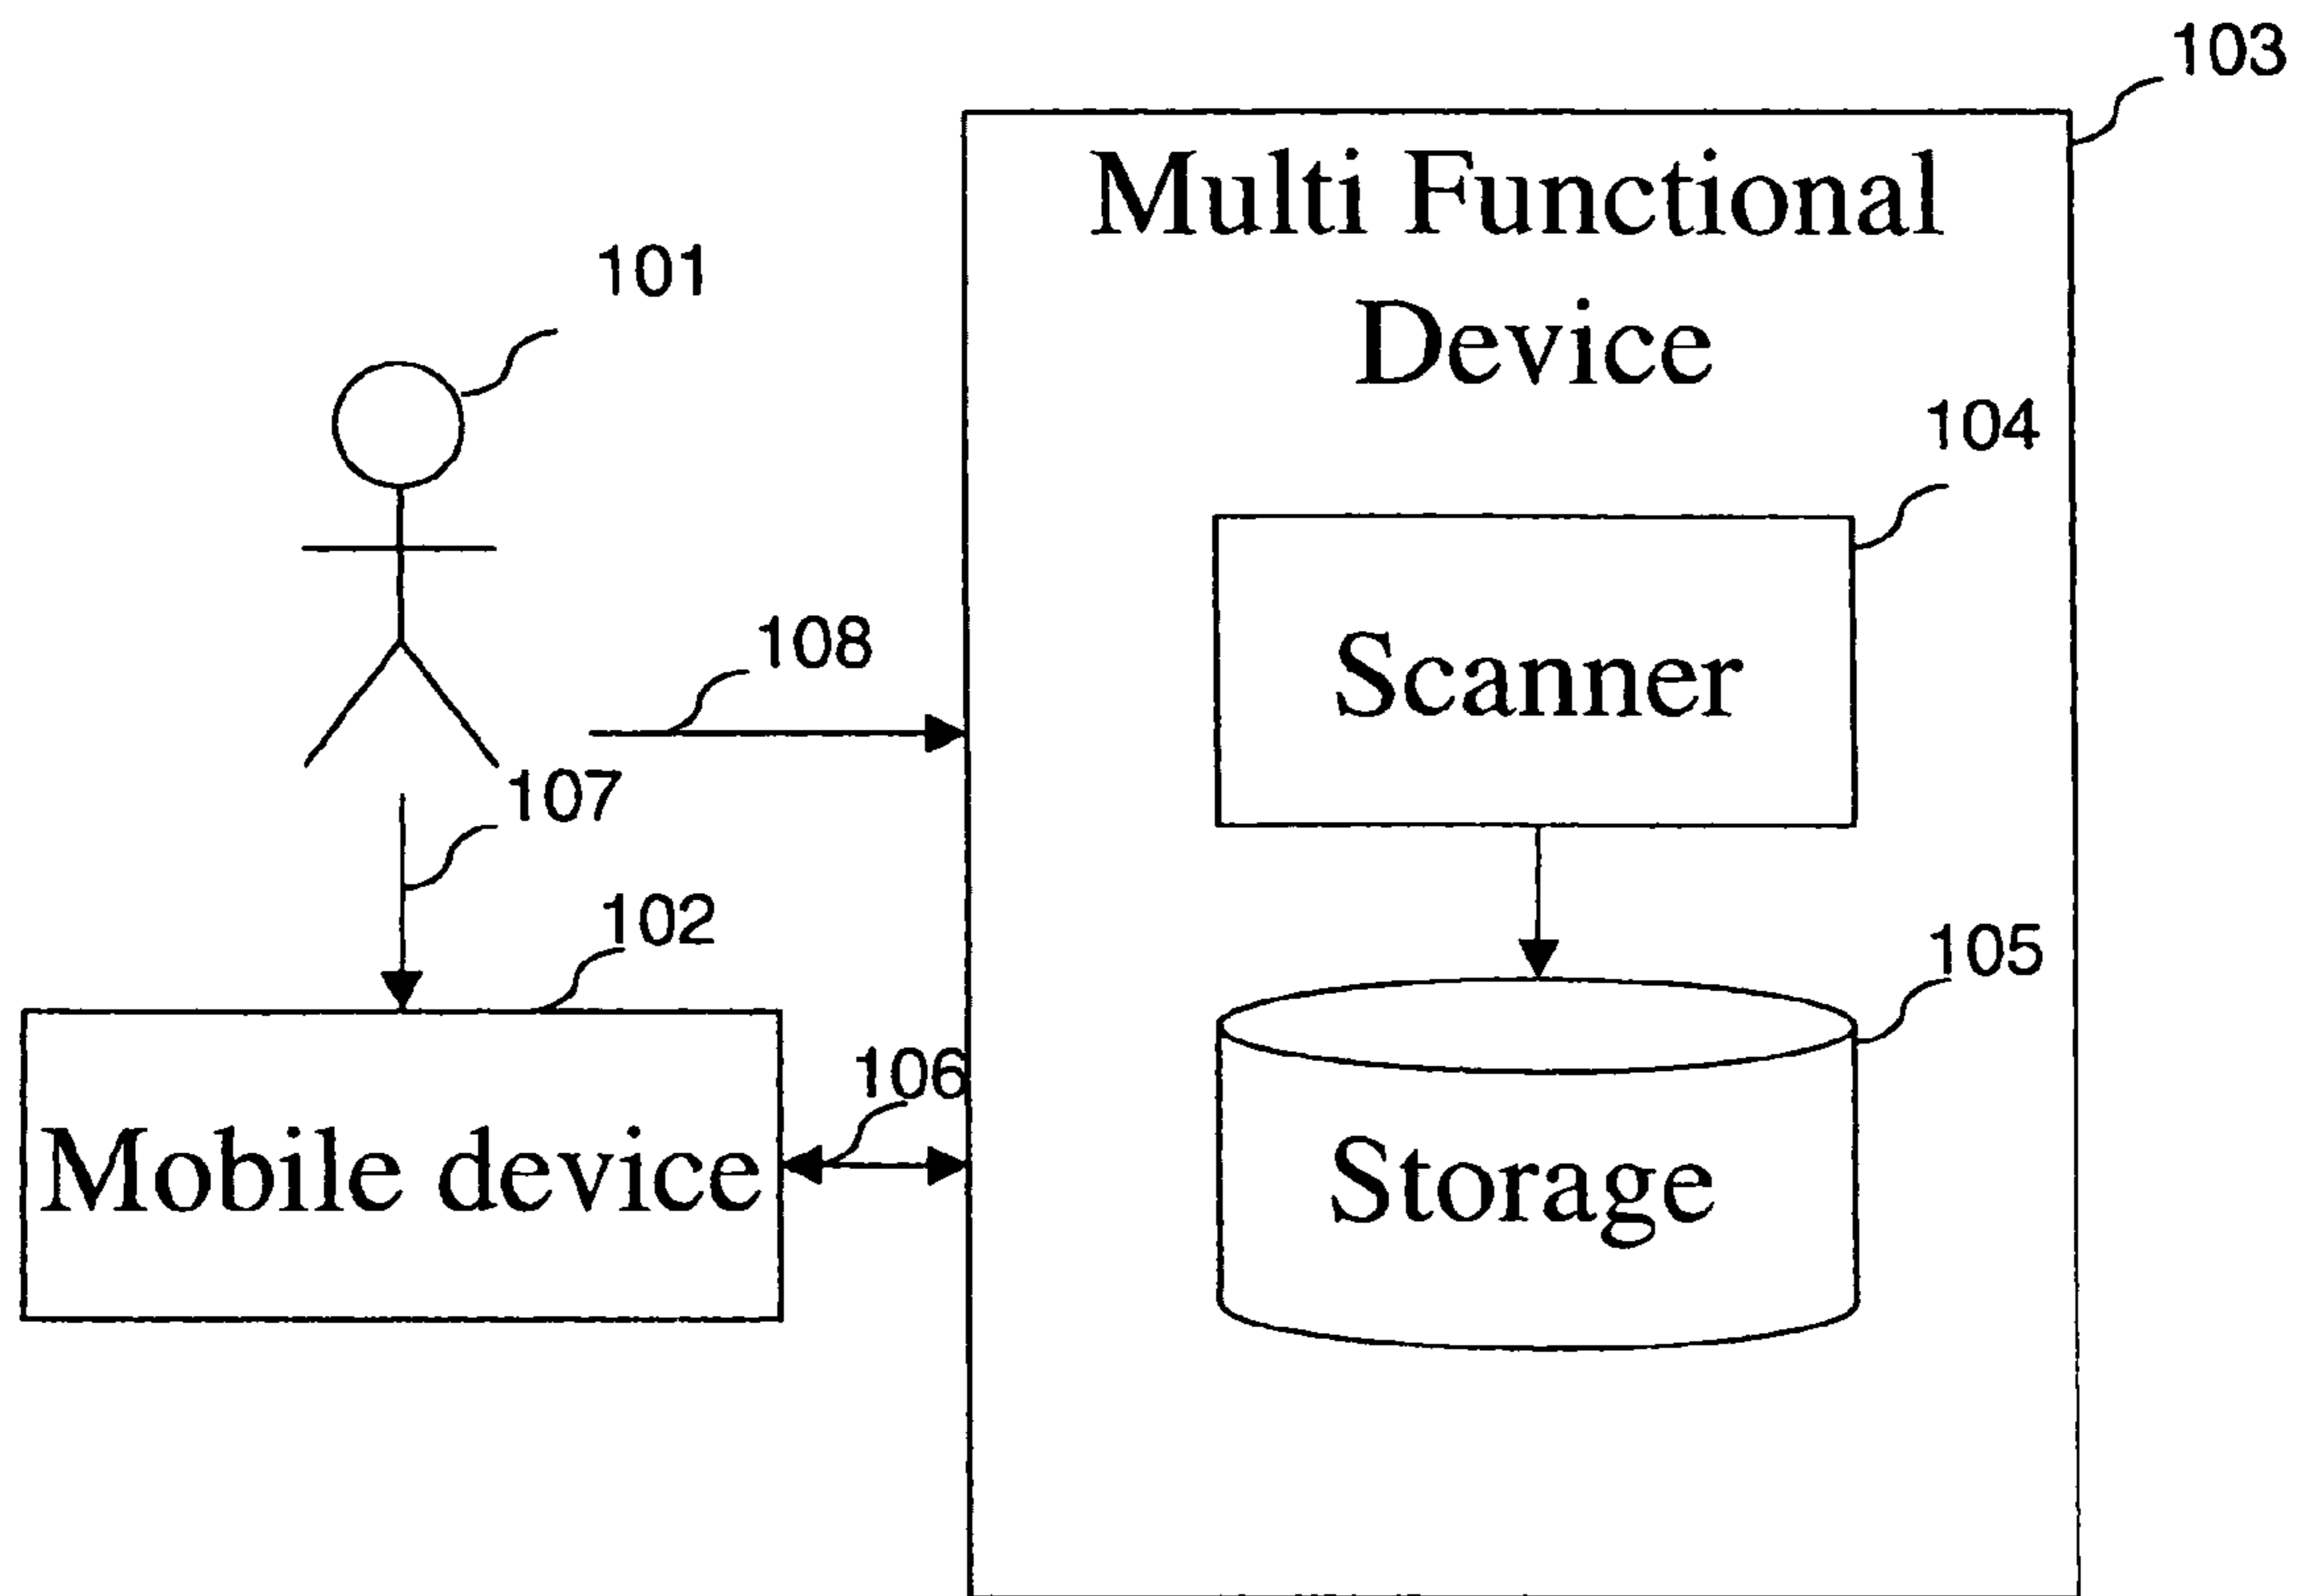 103
Multi Functional
Device
101
104
Scanner
108
107
102
105
106
Mobile device
Storage